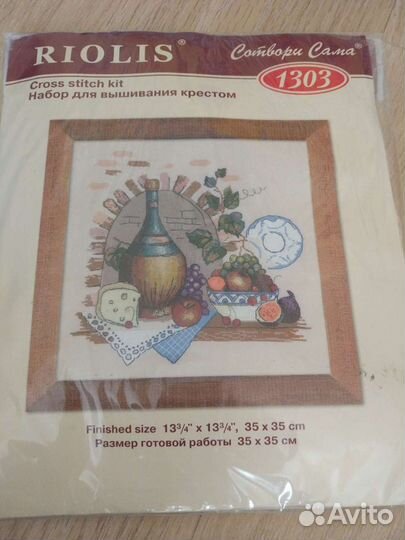 RIOLIS®
Сотвори Сама®
Cross stitch kit
1303
Набор для вышивания крестом
Finished size 13¾" x 13¾", 35 x 35 cm
Размер готовой работы 35 x 35 см
Avito